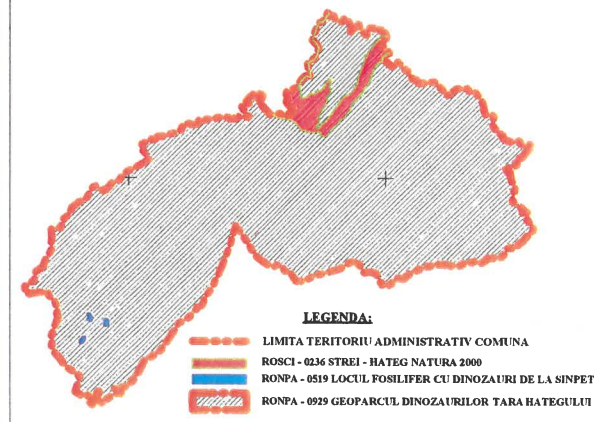 LEGENDA:
LIMITA TERITORIU ADMINISTRATIV COMUNA
ROSCI - 0236 STREI - HATEG NATURA 2000
RONPA - 0519 LOCUL FOSILIFER CU DINOZAURI DE LA SINPET
RONPA - 0929 GEOPARCUL DINOZAURILOR TARA HATEGULUI